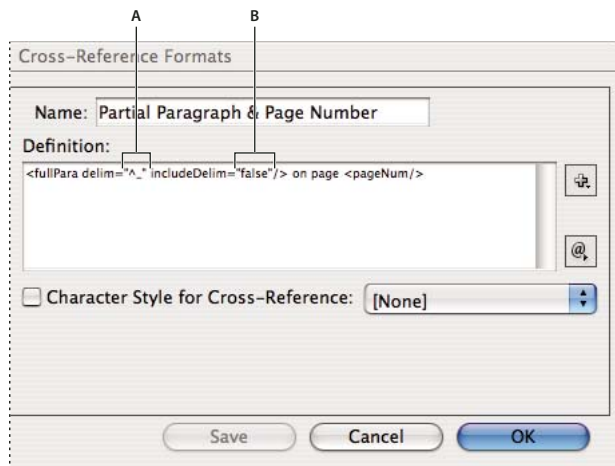 A B
Cross-Reference Formats
Name: Partial Paragraph & Page Number
Definition:
<fullPara delim="^_" includeDelim="false"/> on page <pageNum/>
@
Character Style for Cross-Reference: [None]
Save Cancel OK